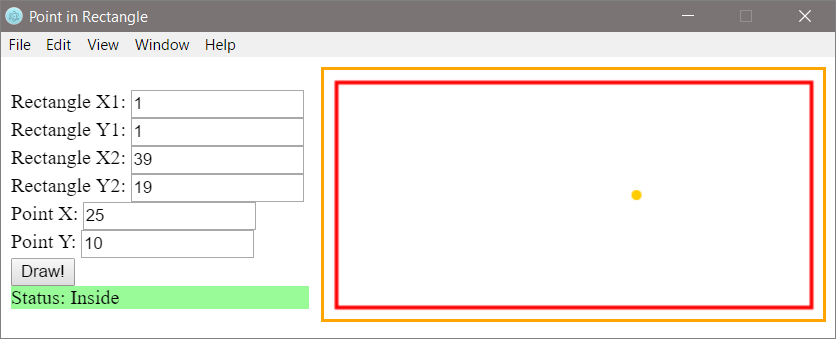 Point in Rectangle
File Edit View Window Help
Rectangle X1: 1
Rectangle Y1: 1
Rectangle X2: 39
Rectangle Y2: 19
Point X: 25
Point Y: 10
Draw!
Status: Inside